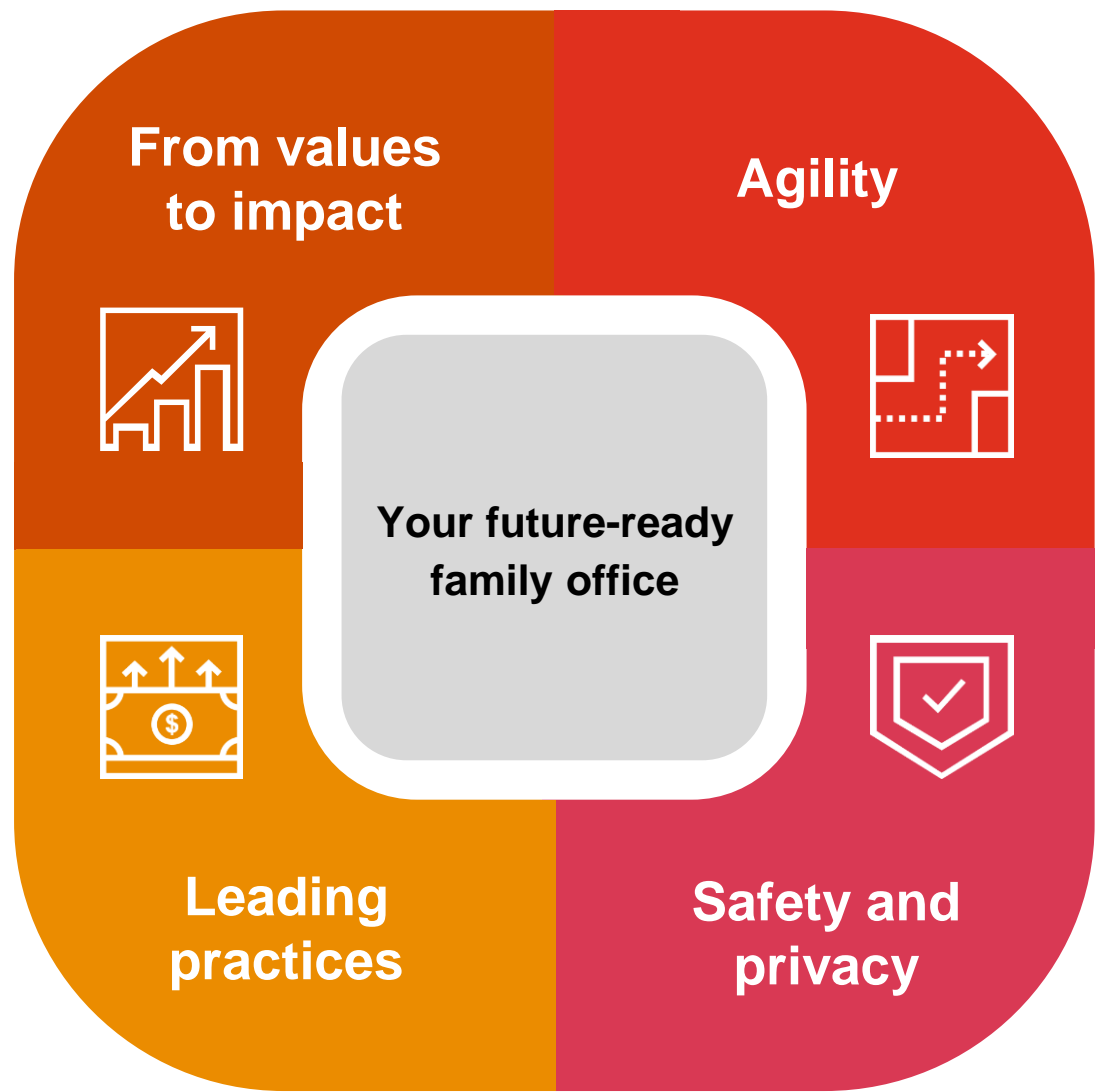 From values
to impact
Agility
Your future-ready
family office
$
Leading
practices
Safety and
privacy